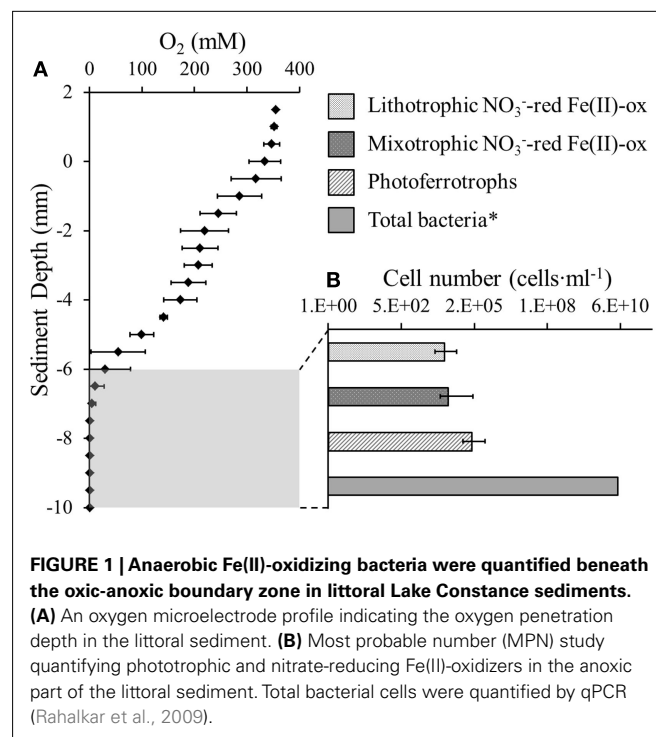 O₂ (mM)
A
0 100 200 300 400
2
0
-2
-4
-6
-8
-10
Sediment Depth (mm)
Lithotrophic NO₃⁻-red Fe(II)-ox
Mixotrophic NO₃⁻-red Fe(II)-ox
Photoferrotrophs
Total bacteria*
B
Cell number (cells·ml⁻¹)
1.E+00 5.E+02 2.E+05 1.E+08 6.E+10
FIGURE 1 | Anaerobic Fe(II)-oxidizing bacteria were quantified beneath
the oxic-anoxic boundary zone in littoral Lake Constance sediments.
(A) An oxygen microelectrode profile indicating the oxygen penetration
depth in the littoral sediment. (B) Most probable number (MPN) study
quantifying phototrophic and nitrate-reducing Fe(II)-oxidizers in the anoxic
part of the littoral sediment. Total bacterial cells were quantified by qPCR
(Rahalkar et al., 2009).